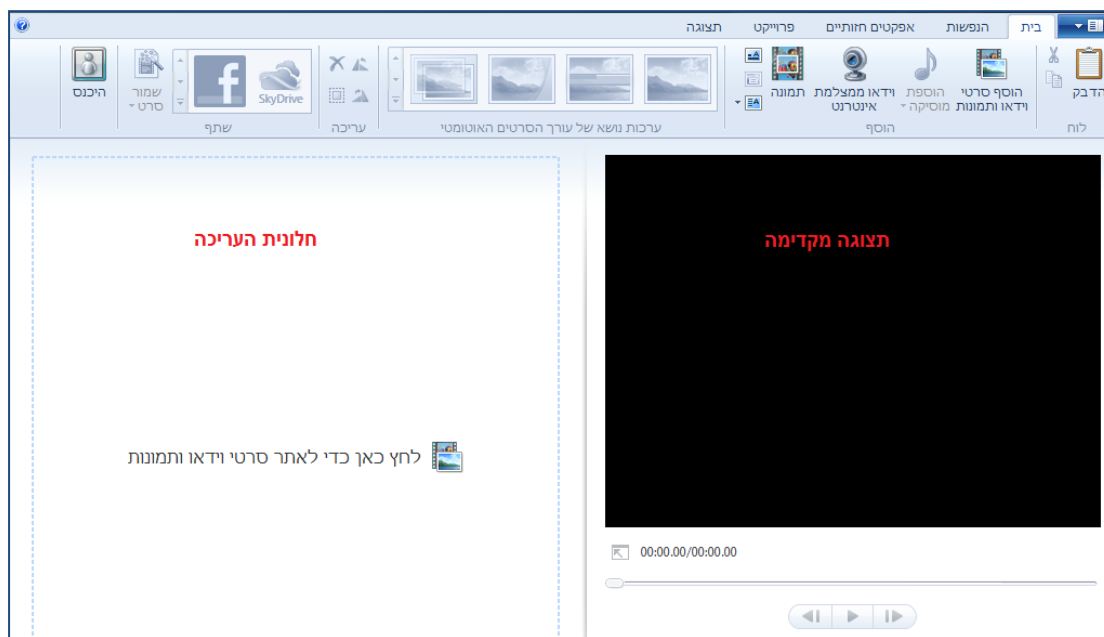 בית הנפשות אפקטים חזותיים פרוייקט תצוגה
הדבק
הוסף סרטי
וידאו ותמונות
הוספת
מוסיקה
וידאו ממצלמת
אינטרנט
תמונה
SkyDrive
שמור
סרט
היכנס
לוח הוסף ערכות נושא של עורך הסרטים האוטומטי עריכה שתף
תצוגה מקדימה
חלונית העריכה
לחץ כאן כדי לאתר סרטי וידאו ותמונות
00:00.00/00:00.00